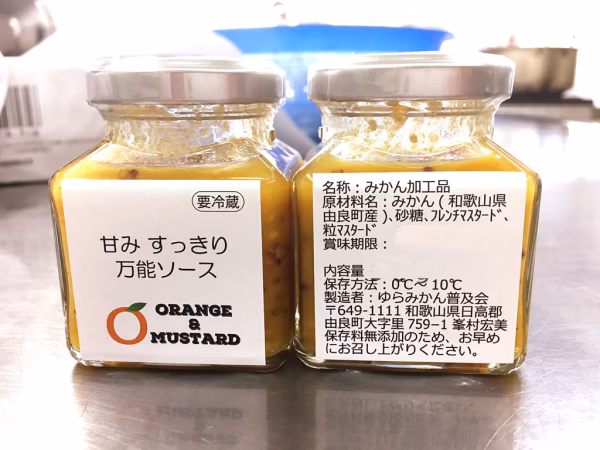 要冷蔵
甘み すっきり
万能ソース
ORANGE
&
MUSTARD
名称：みかん加工品
原材料名：みかん ( 和歌山県
由良町産 )､砂糖､ﾌﾚﾝﾁﾏｽﾀｰﾄﾞ､
粒ﾏｽﾀｰﾄﾞ
賞味期限：
内容量
保存方法：0℃～ 10℃
製造者：ゆらみかん普及会
〒649-1111 和歌山県日高郡
由良町大字里 759−1 峯村宏美
保存料無添加のため、お早め
にお召し上がりください。